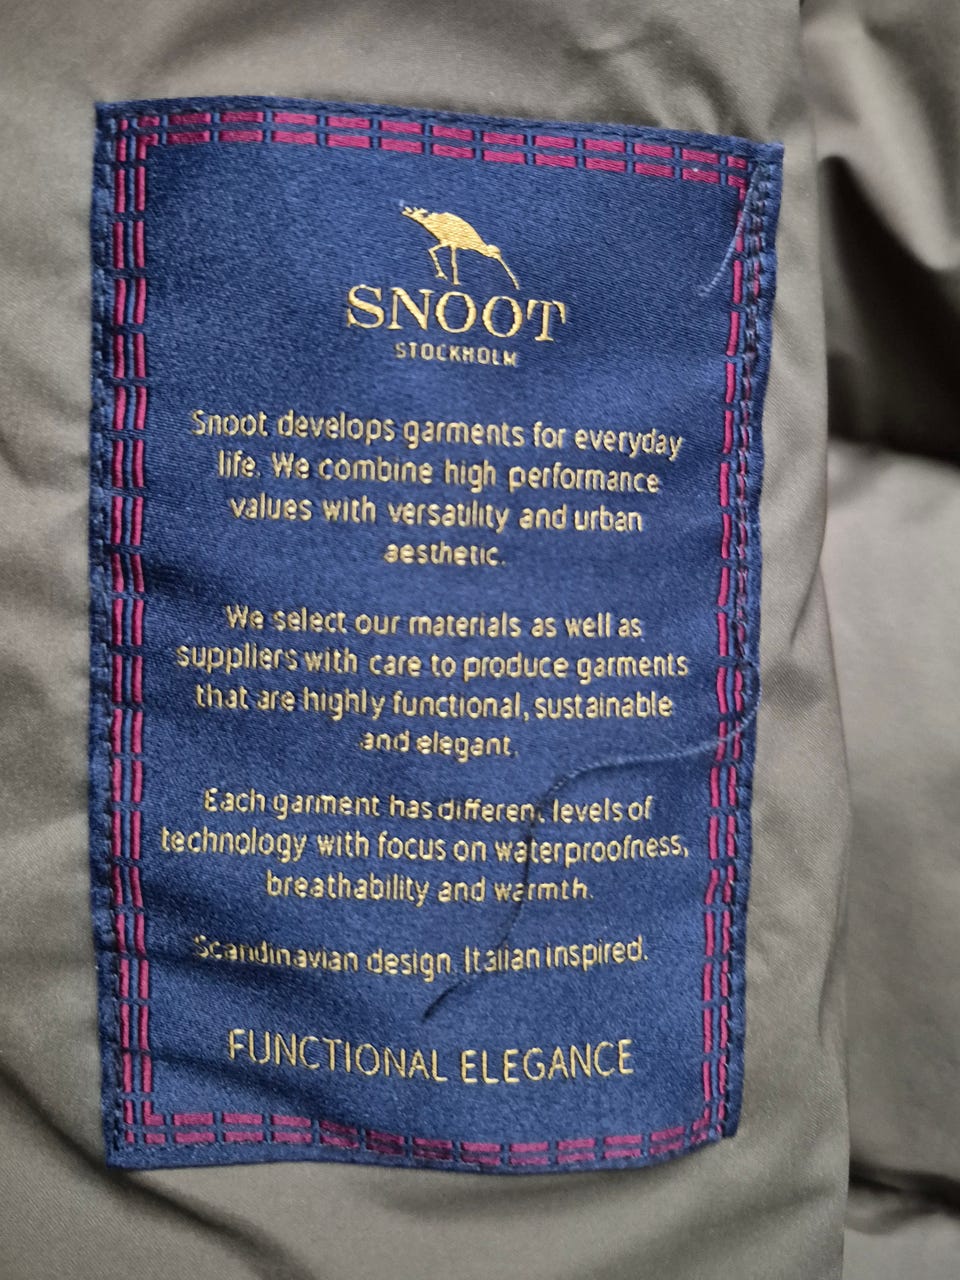 SNOOT
STOCKHOLM
Snoot develops garments for everyday
life. We combine high performance
values with versatility and urban
aesthetic.
We select our materials as well as
suppliers with care to produce garments
that are highly functional, sustainable
and elegant.
Each garment has different levels of
technology with focus on waterproofness,
breathability and warmth.
Scandinavian design. Italian inspired.
FUNCTIONAL ELEGANCE